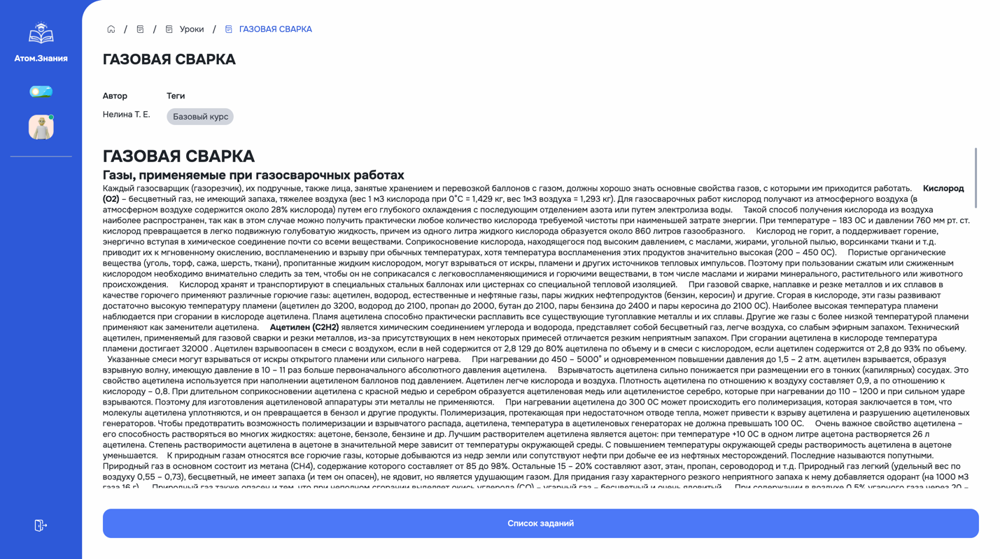 Атом.Знания
/ / Уроки / ГАЗОВАЯ СВАРКА
ГАЗОВАЯ СВАРКА
Автор Теги
Нелина Т. Е. Базовый курс
ГАЗОВАЯ СВАРКА
Газы, применяемые при газосварочных работах
Каждый газосварщик (газорезчик), их подручные, также лица, занятые хранением и перевозкой баллонов с газом, должны хорошо знать основные свойства газов, с которыми им приходится работать. Кислород
(О2) – бесцветный газ, не имеющий запаха, тяжелее воздуха (вес 1 м3 кислорода при 0°С = 1,429 кг, вес 1м3 воздуха = 1,293 кг). Для газосварочных работ кислород получают из атмосферного воздуха (в
атмосферном воздухе содержится около 28% кислорода) путем его глубокого охлаждения с последующим отделением азота или путем электролиза воды. Такой способ получения кислорода из воздуха
наиболее распространен, так как в этом случае можно получить практически любое количество кислорода требуемой чистоты при наименьшей затрате энергии. При температуре – 183 0С и давлении 760 мм рт. ст.
кислород превращается в легко подвижную голубоватую жидкость, причем из одного литра жидкого кислорода образуется около 860 литров газообразного. Кислород не горит, а поддерживает горение,
энергично вступая в химическое соединение почти со всеми веществами. Соприкосновение кислорода, находящегося под высоким давлением, с маслами, жирами, угольной пылью, ворсинками ткани и т.д.
приводит их к мгновенному окислению, воспламенению и взрыву при обычных температурах, хотя температура воспламенения этих продуктов значительно высокая (200 – 450 0С). Пористые органические
вещества (уголь, торф, сажа, шерсть, ткани), пропитанные жидким кислородом, могут взрываться от искры, пламени и других источников тепловых импульсов. Поэтому при пользовании сжатым или сжиженным
кислородом необходимо внимательно следить за тем, чтобы он не соприкасался с легковоспламеняющимися и горючими веществами, в том числе маслами и жирами минерального, растительного или животного
происхождения. Кислород хранят и транспортируют в специальных стальных баллонах или цистернах со специальной тепловой изоляцией. При газовой сварке, наплавке и резке металлов и их сплавов в
качестве горючего применяют различные горючие газы: ацетилен, водород, естественные и нефтяные газы, пары жидких нефтепродуктов (бензин, керосин) и другие. Сгорая в кислороде, эти газы развивают
достаточно высокую температуру пламени (ацетилен до 3200, водород до 2100, пропан до 2000, бутан до 2100, пары бензина до 2400 и пары керосина до 2100 0С). Наиболее высокая температура пламени
наблюдается при сгорании в кислороде ацетилена. Пламя ацетилена способно практически расплавить все существующие тугоплавкие металлы и их сплавы. Другие же газы с более низкой температурой пламени
применяют как заменители ацетилена. Ацетилен (С2Н2) является химическим соединением углерода и водорода, представляет собой бесцветный газ, легче воздуха, со слабым эфирным запахом. Технический
ацетилен, применяемый для газовой сварки и резки металлов, из-за присутствующих в нем некоторых примесей отличается резким неприятным запахом. При сгорании ацетилена в кислороде температура
пламени достигает 32000 . Ацетилен взрывоопасен в смеси с воздухом, если в ней содержится от 2,8 129 до 80% ацетилена по объему и в смеси с кислородом, если ацетилен содержится от 2,8 до 93% по объему.
Указанные смеси могут взрываться от искры открытого пламени или сильного нагрева. При нагревании до 450 – 5000° и одновременном повышении давления до 1,5 – 2 атм. ацетилен взрывается, образуя
взрывную волну, имеющую давление в 10 – 11 раз больше первоначального абсолютного давления ацетилена. Взрывчатость ацетилена сильно понижается при размещении его в тонких (капилярных) сосудах. Это
свойство ацетилена используется при наполнении ацетиленом баллонов под давлением. Ацетилен легче кислорода и воздуха. Плотность ацетилена по отношению к воздуху составляет 0,9, а по отношению к
кислороду – 0,8. При длительном соприкосновении ацетилена с красной медью и серебром образуется ацетиленовая медь или ацетиленистое серебро, которые при нагревании до 110 – 1200 и при сильном ударе
взрываются. Поэтому для изготовления ацетиленовой аппаратуры эти металлы не применяются. При нагревании ацетилена до 300 0С может происходить его полимеризация, которая заключается в том, что
молекулы ацетилена уплотняются, и он превращается в бензол и другие продукты. Полимеризация, протекающая при недостаточном отводе тепла, может привести к взрыву ацетилена и разрушению ацетиленовых
генераторов. Чтобы предотвратить возможность полимеризации и взрывчатого распада, ацетилена, температура в ацетиленовых генераторах не должна превышать 100 0С. Очень важное свойство ацетилена –
его способность растворяться во многих жидкостях: ацетоне, бензоле, бензине и др. Лучшим растворителем ацетилена является ацетон: при температуре +10 0С в одном литре ацетона растворяется 26 л
ацетилена. Степень растворимости ацетилена в ацетоне в значительной мере зависит от температуры окружающей среды. С повышением температуры окружающей среды растворимость ацетилена в ацетоне
уменьшается. К природным газам относятся все горючие газы, которые добываются из недр земли или сопутствуют нефти при добыче ее из нефтяных месторождений. Последние называются попутными.
Природный газ в основном состоит из метана (СН4), содержание которого составляет от 85 до 98%. Остальные 15 – 20% составляют азот, этан, пропан, сероводород и т.д. Природный газ легкий (удельный вес по
воздуху 0,55 – 0,73), бесцветный, не имеет запаха (и тем он опасен), не ядовит, но является удушающим газом. Для придания газу характерного резкого неприятного запаха к нему добавляется одорант (на 1000 м3
газа 16 г). Природный газ также опасен и тем, что при неполном сгорании выделяет окись углерода (СО) – угарный газ – бесцветный и очень ядовитый. При содержании в воздухе 0,5% угарного газа через 20 –
Список заданий